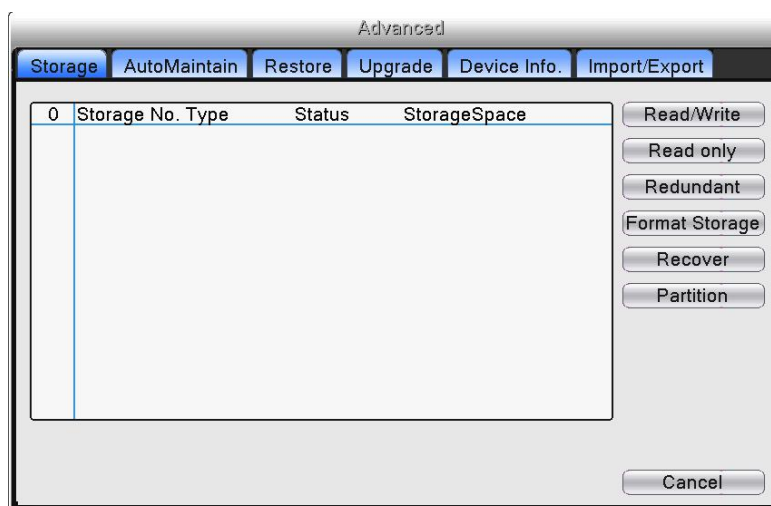 Advanced
Storage AutoMaintain Restore Upgrade Device Info. Import/Export
0 Storage No. Type Status StorageSpace
Read/Write
Read only
Redundant
Format Storage
Recover
Partition
Cancel